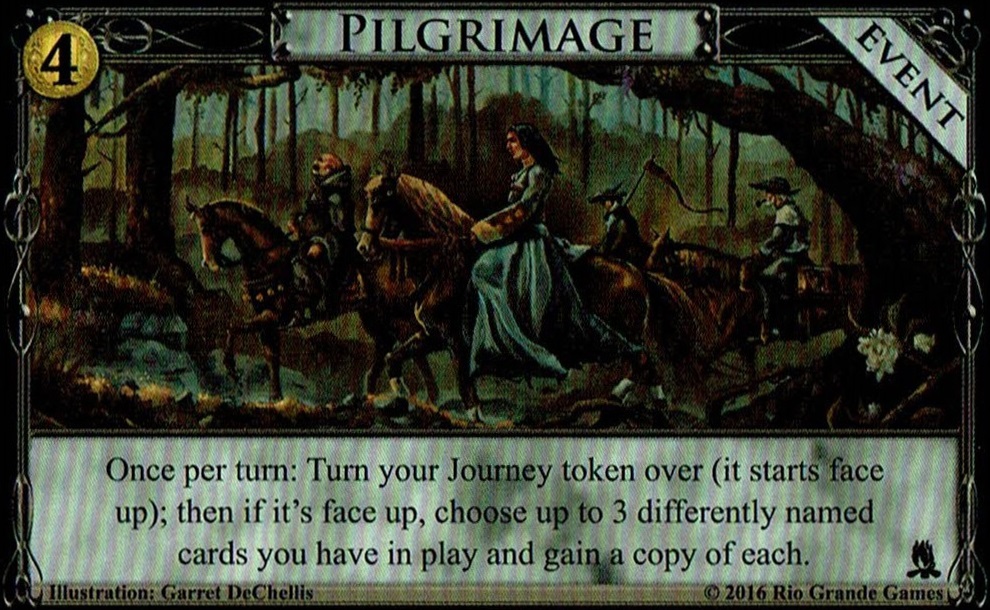 4
PILGRIMAGE
EVENT
Once per turn: Turn your Journey token over (it starts face
up); then if it's face up, choose up to 3 differently named
cards you have in play and gain a copy of each.
Illustration: Garret DeChellis
© 2016 Rio Grande Games